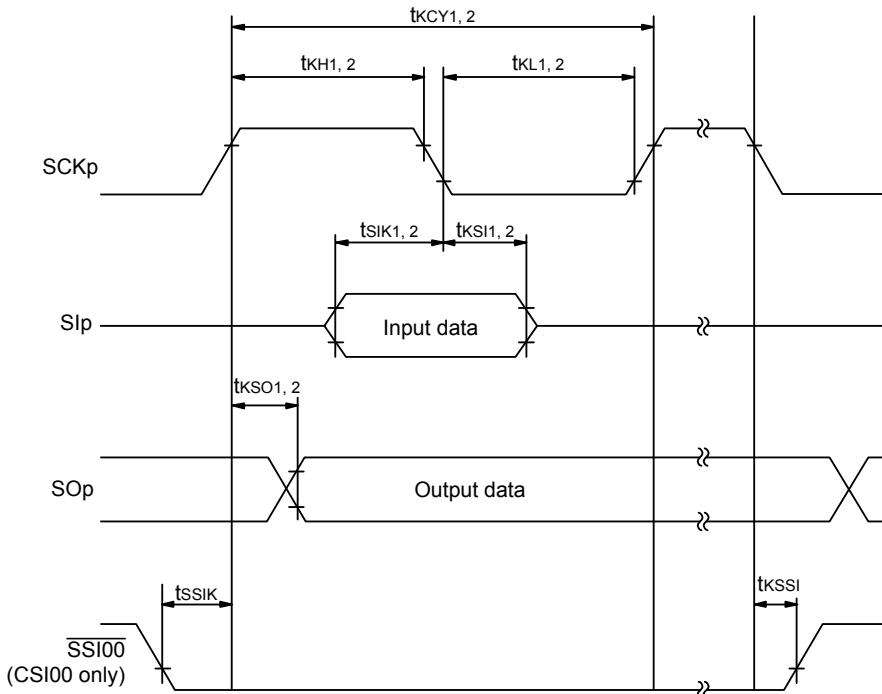 tKCY1, 2
tKH1, 2
tKL1, 2
SCKp
tSIK1, 2
tKSI1, 2
SIp
Input data
tKSO1, 2
SOp
Output data
tSSIK
tKSSI
SSI00
(CSI00 only)